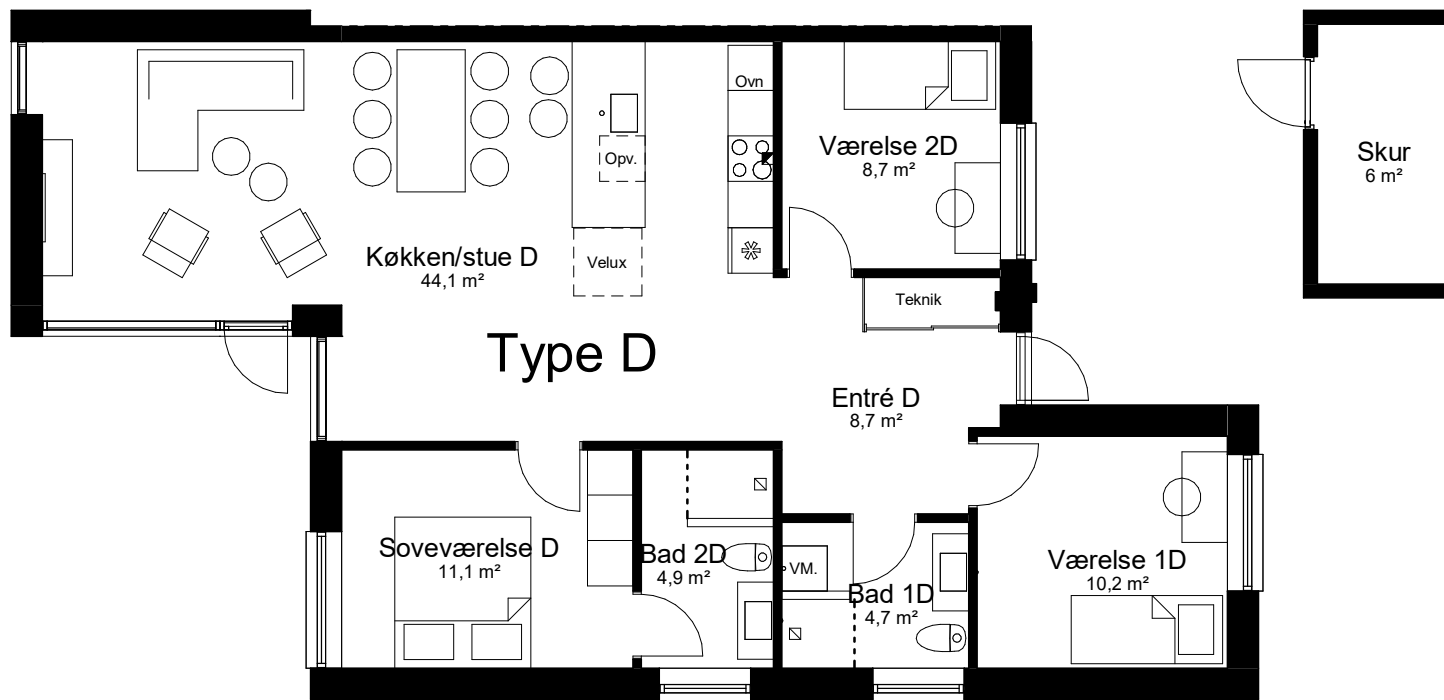 Ovn
Værelse 2D
8,7 m²
Skur
6 m²
Opv.
Køkken/stue D
44,1 m²
Velux
Teknik
Type D
Entré D
8,7 m²
Soveværelse D
11,1 m²
Bad 2D
4,9 m²
VM.
Bad 1D
4,7 m²
Værelse 1D
10,2 m²